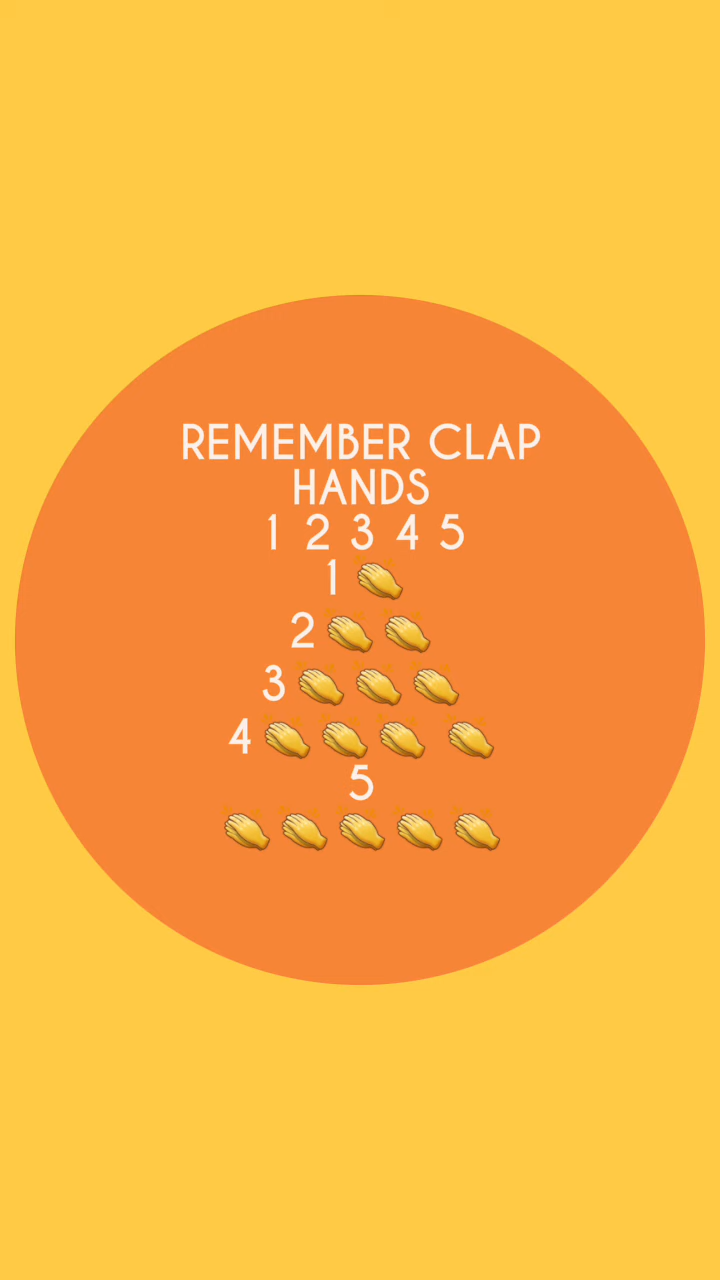 REMEMBER CLAP
HANDS
1 2 3 4 5
1 👏
2 👏 👏
3 👏 👏 👏
4 👏 👏 👏 👏
5
👏 👏 👏 👏 👏